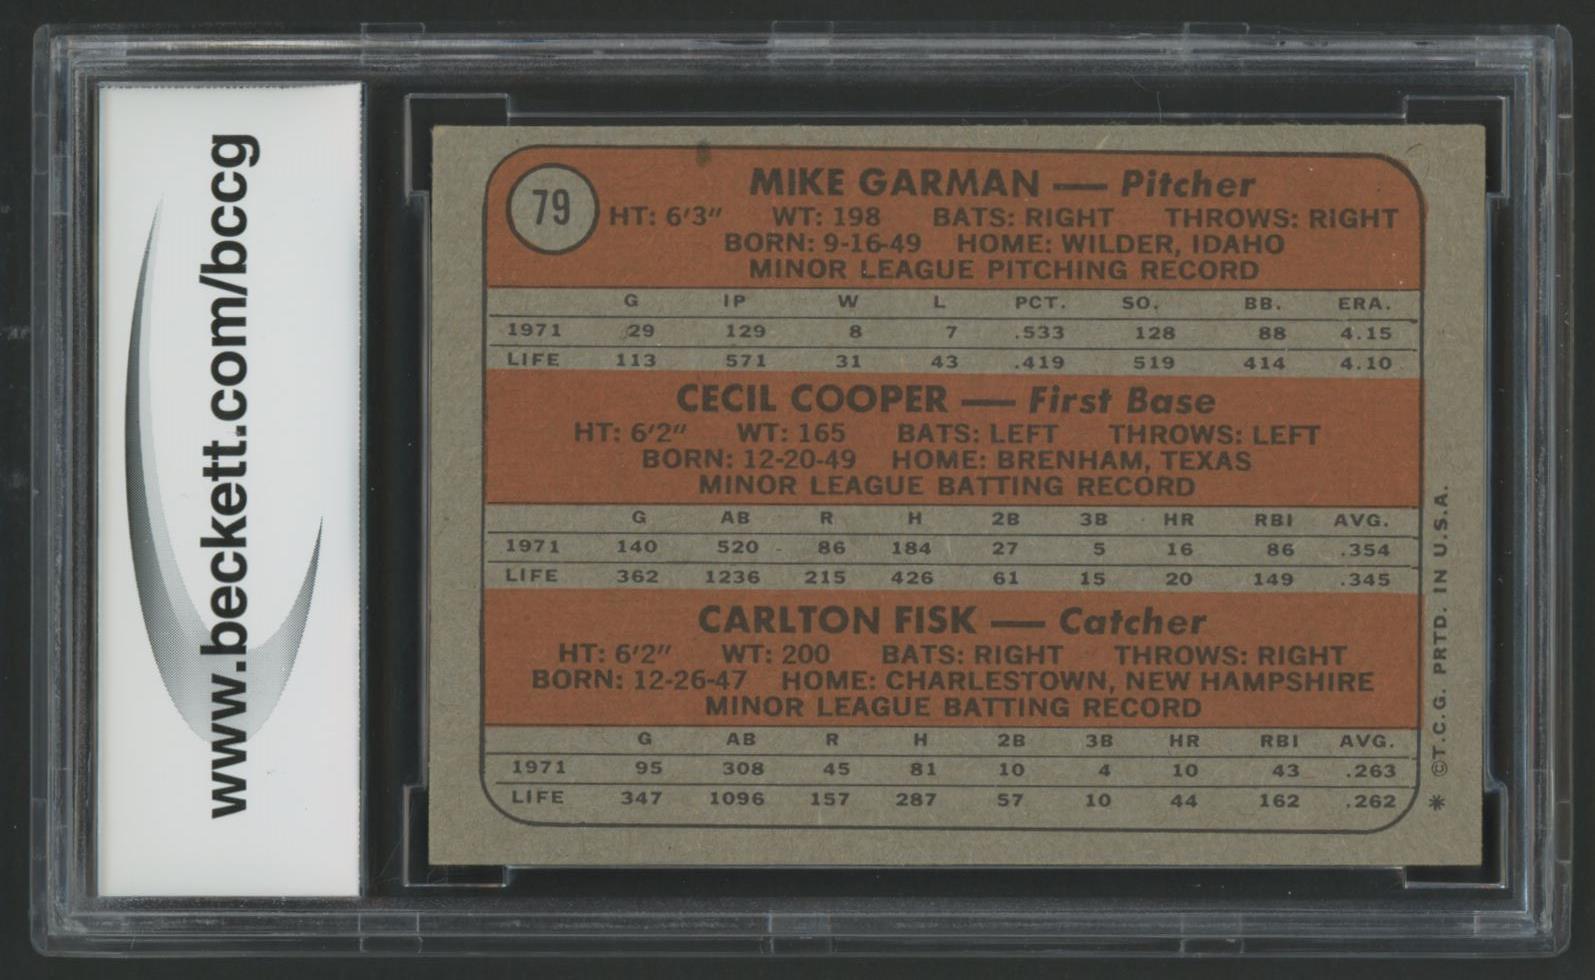 www.beckett.com/bccg
79
MIKE GARMAN — Pitcher
HT: 6'3" WT: 198 BATS: RIGHT THROWS: RIGHT
BORN: 9-16-49 HOME: WILDER, IDAHO
MINOR LEAGUE PITCHING RECORD
G IP W L PCT. SO. BB. ERA.
1971 29 129 8 7 .533 128 88 4.15
LIFE 113 571 31 43 .419 519 414 4.10
CECIL COOPER — First Base
HT: 6'2" WT: 165 BATS: LEFT THROWS: LEFT
BORN: 12-20-49 HOME: BRENHAM, TEXAS
MINOR LEAGUE BATTING RECORD
G AB R H 2B 3B HR RBI AVG.
1971 140 520 86 184 27 5 16 86 .354
LIFE 362 1236 215 426 61 15 20 149 .345
CARLTON FISK — Catcher
HT: 6'2" WT: 200 BATS: RIGHT THROWS: RIGHT
BORN: 12-26-47 HOME: CHARLESTOWN, NEW HAMPSHIRE
MINOR LEAGUE BATTING RECORD
G AB R H 2B 3B HR RBI AVG.
1971 95 308 45 81 10 4 10 43 .263
LIFE 347 1096 157 287 57 10 44 162 .262
* ©T.C.G. PRTD. IN U.S.A.